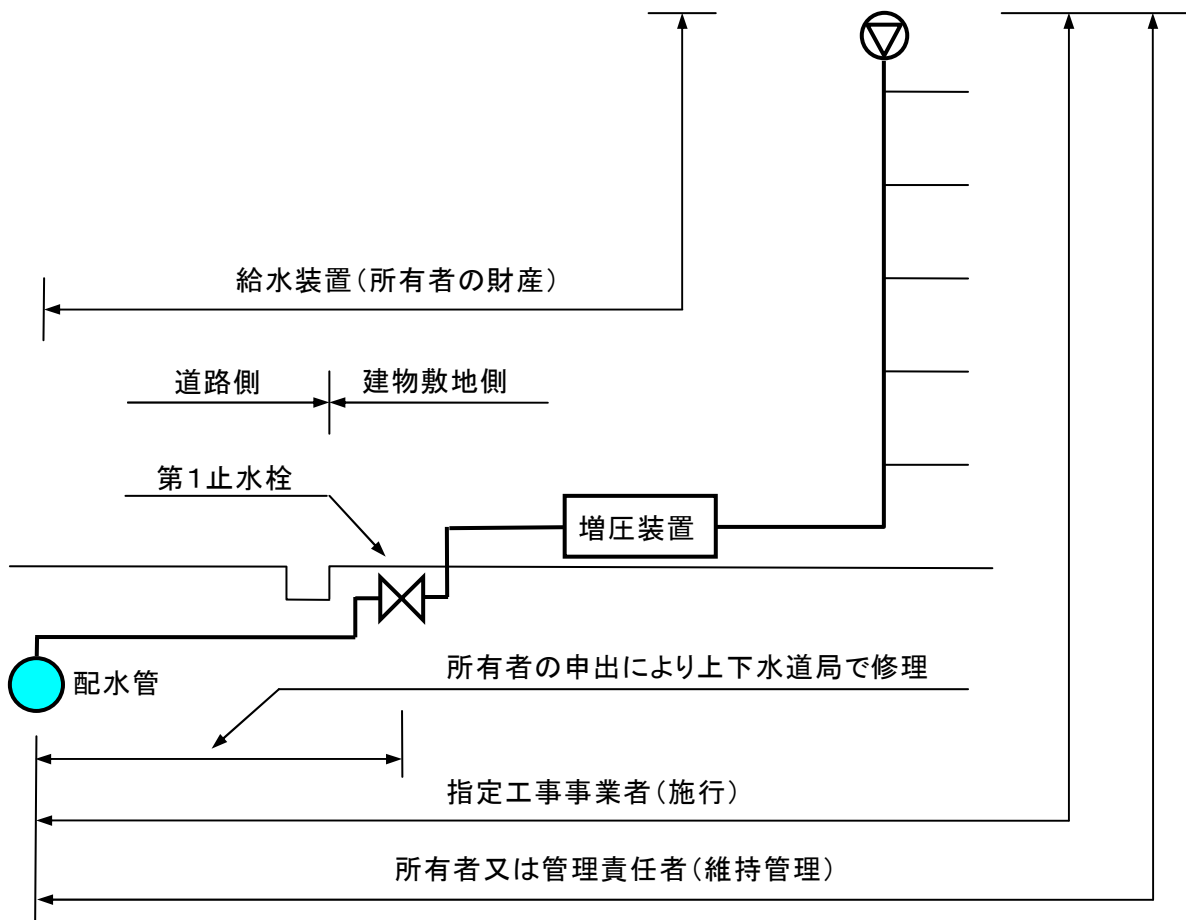 給水装置(所有者の財産)
道路側
建物敷地側
第1止水栓
増圧装置
所有者の申出により上下水道局で修理
配水管
指定工事事業者(施行)
所有者又は管理責任者(維持管理)